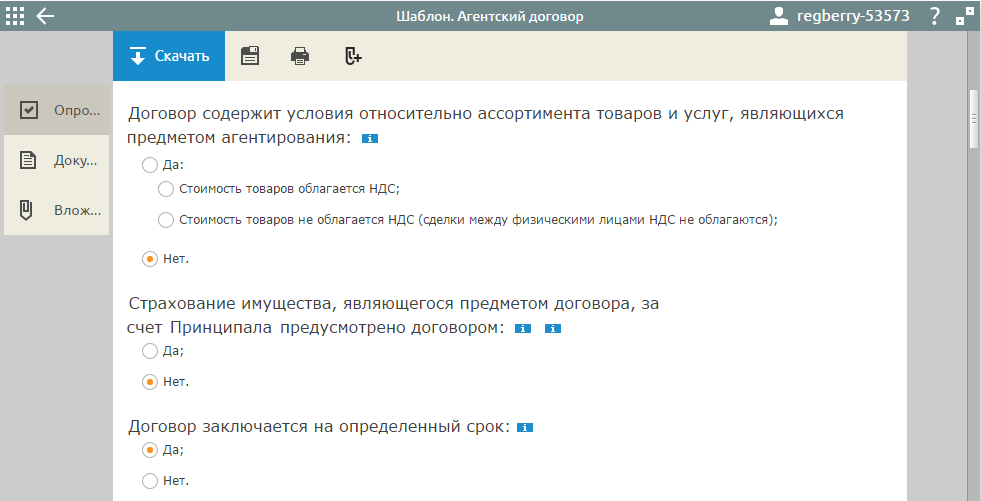 Шаблон. Агентский договор
regberry-53573
?
Скачать
Опро...
Доку...
Влож...
Договор содержит условия относительно ассортимента товаров и услуг, являющихся
предметом агентирования: i
Да:
Стоимость товаров облагается НДС;
Стоимость товаров не облагается НДС (сделки между физическими лицами НДС не облагаются);
Нет.
Страхование имущества, являющегося предметом договора, за
счет Принципала предусмотрено договором: i i
Да;
Нет.
Договор заключается на определенный срок: i
Да;
Нет.